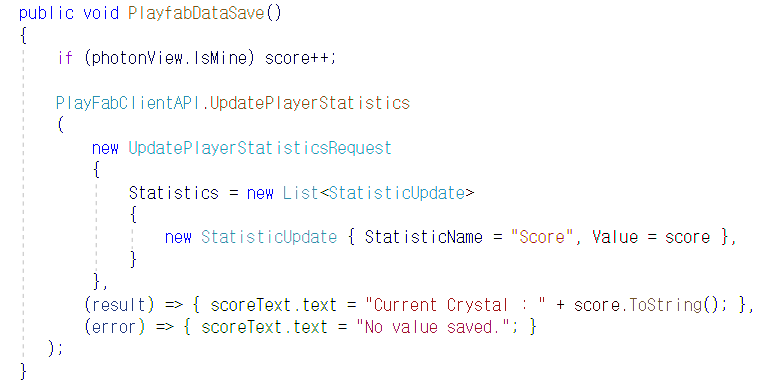 public void PlayfabDataSave()
{
if (photonView.IsMine) score++;
PlayFabClientAPI.UpdatePlayerStatistics
(
new UpdatePlayerStatisticsRequest
{
Statistics = new List<StatisticUpdate>
{
new StatisticUpdate { StatisticName = "Score", Value = score },
}
},
(result) => { scoreText.text = "Current Crystal : " + score.ToString(); },
(error) => { scoreText.text = "No value saved."; }
);
}